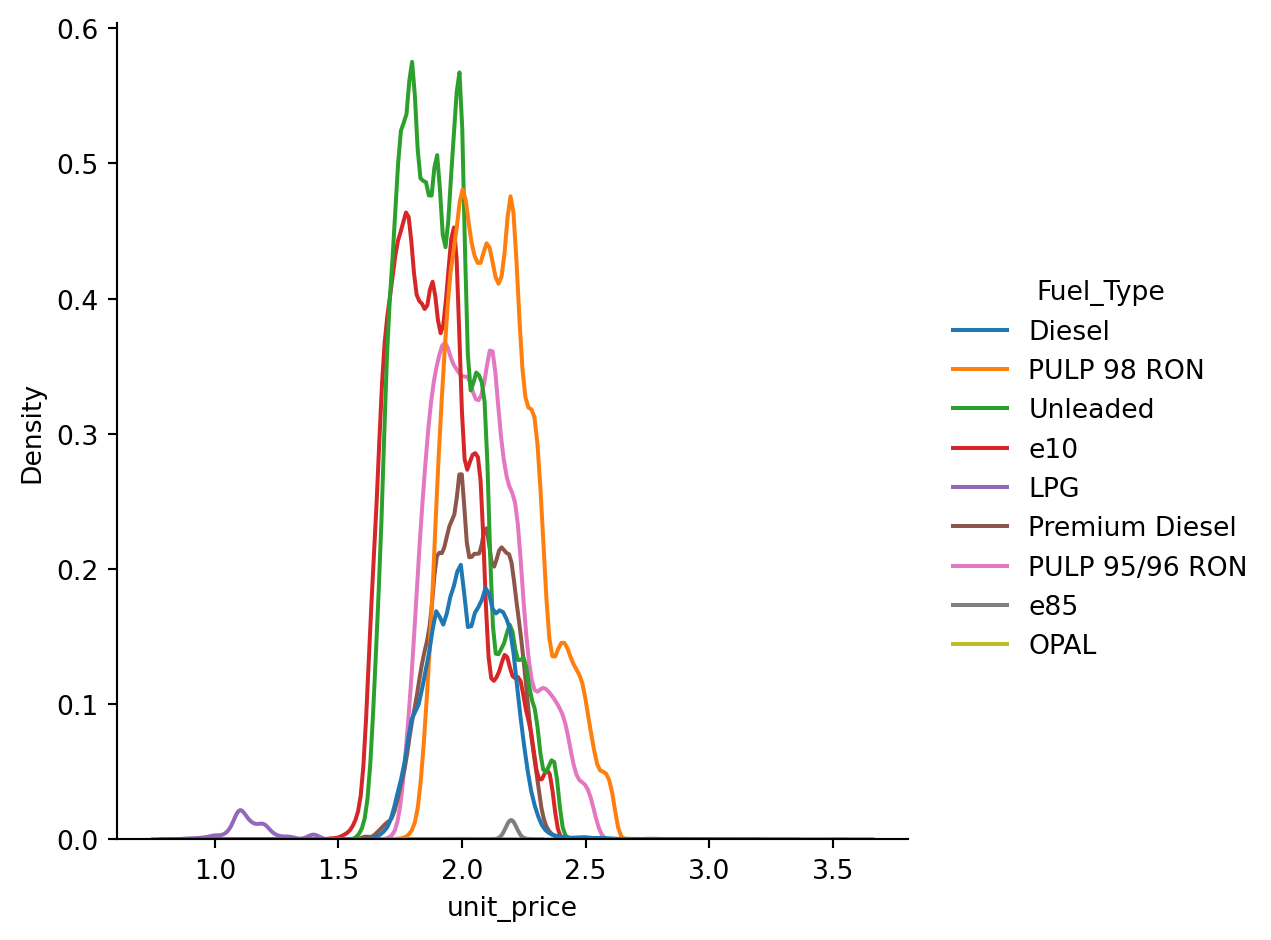 0.6
0.5
0.4
0.3
0.2
0.1
0.0
Density
1.0 1.5 2.0 2.5 3.0 3.5
unit_price
Fuel_Type
Diesel
PULP 98 RON
Unleaded
e10
LPG
Premium Diesel
PULP 95/96 RON
e85
OPAL